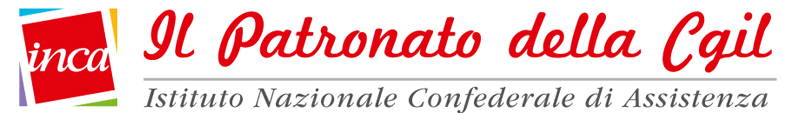 inca
Il Patronato della Cgil
Istituto Nazionale Confederale di Assistenza